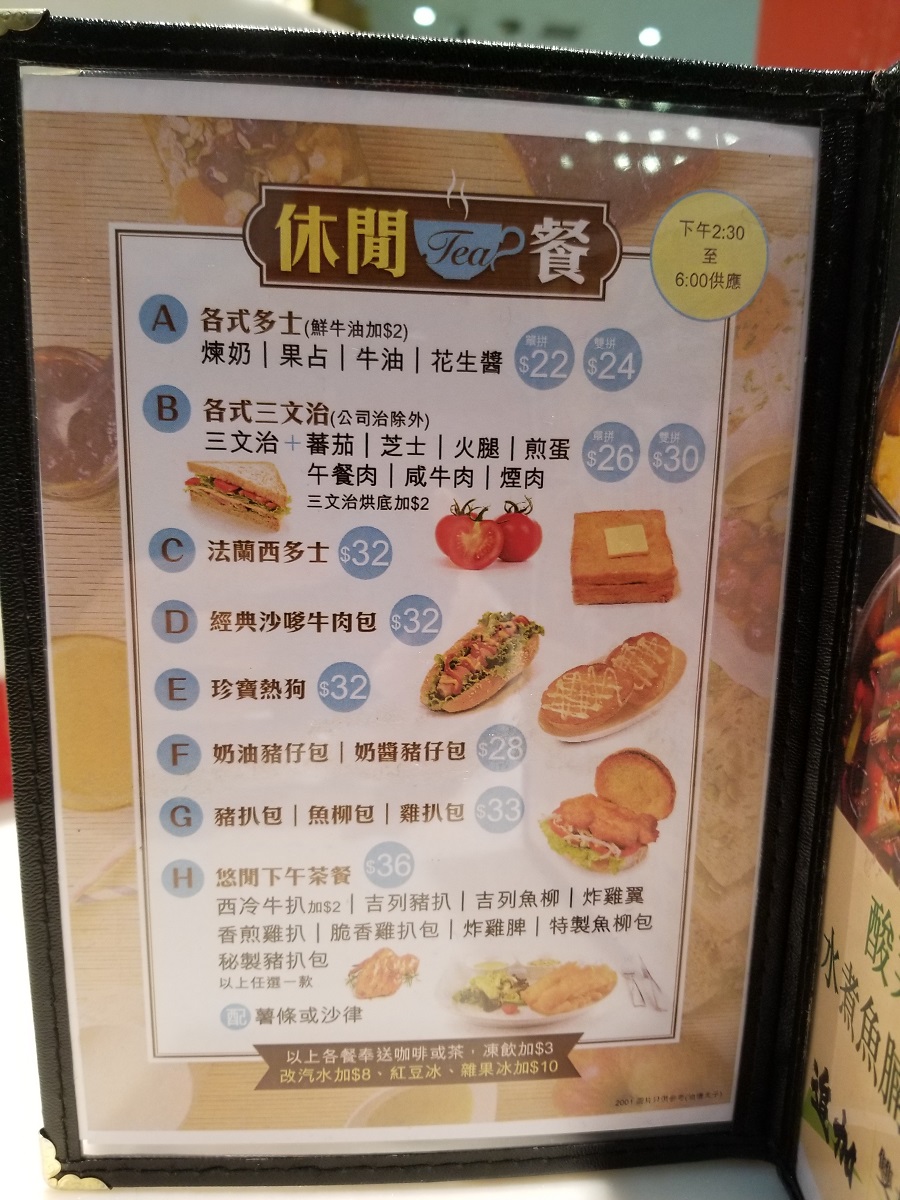 休閒 Tea 餐
下午2:30
至
6:00供應
A 各式多士(鮮牛油加$2)
煉奶 | 果占 | 牛油 | 花生醬 單拼 $22 雙拼 $24
B 各式三文治(公司治除外)
三文治+蕃茄 | 芝士 | 火腿 | 煎蛋 單拼 $26 雙拼 $30
午餐肉 | 咸牛肉 | 煙肉
三文治烘底加$2
C 法蘭西多士 $32
D 經典沙嗲牛肉包 $32
E 珍寶熱狗 $32
F 奶油豬仔包 | 奶醬豬仔包 $28
G 豬扒包 | 魚柳包 | 雞扒包 $33
H 悠閒下午茶餐 $36
西冷牛扒加$2 | 吉列豬扒 | 吉列魚柳 | 炸雞翼
香煎雞扒 | 脆香雞扒包 | 炸雞脾 | 特製魚柳包
秘製豬扒包
以上任選一款
配 薯條或沙律
以上各餐奉送咖啡或茶，凍飲加$3
改汽水加$8、紅豆冰、雜果冰加$10
水煮魚腩
追加